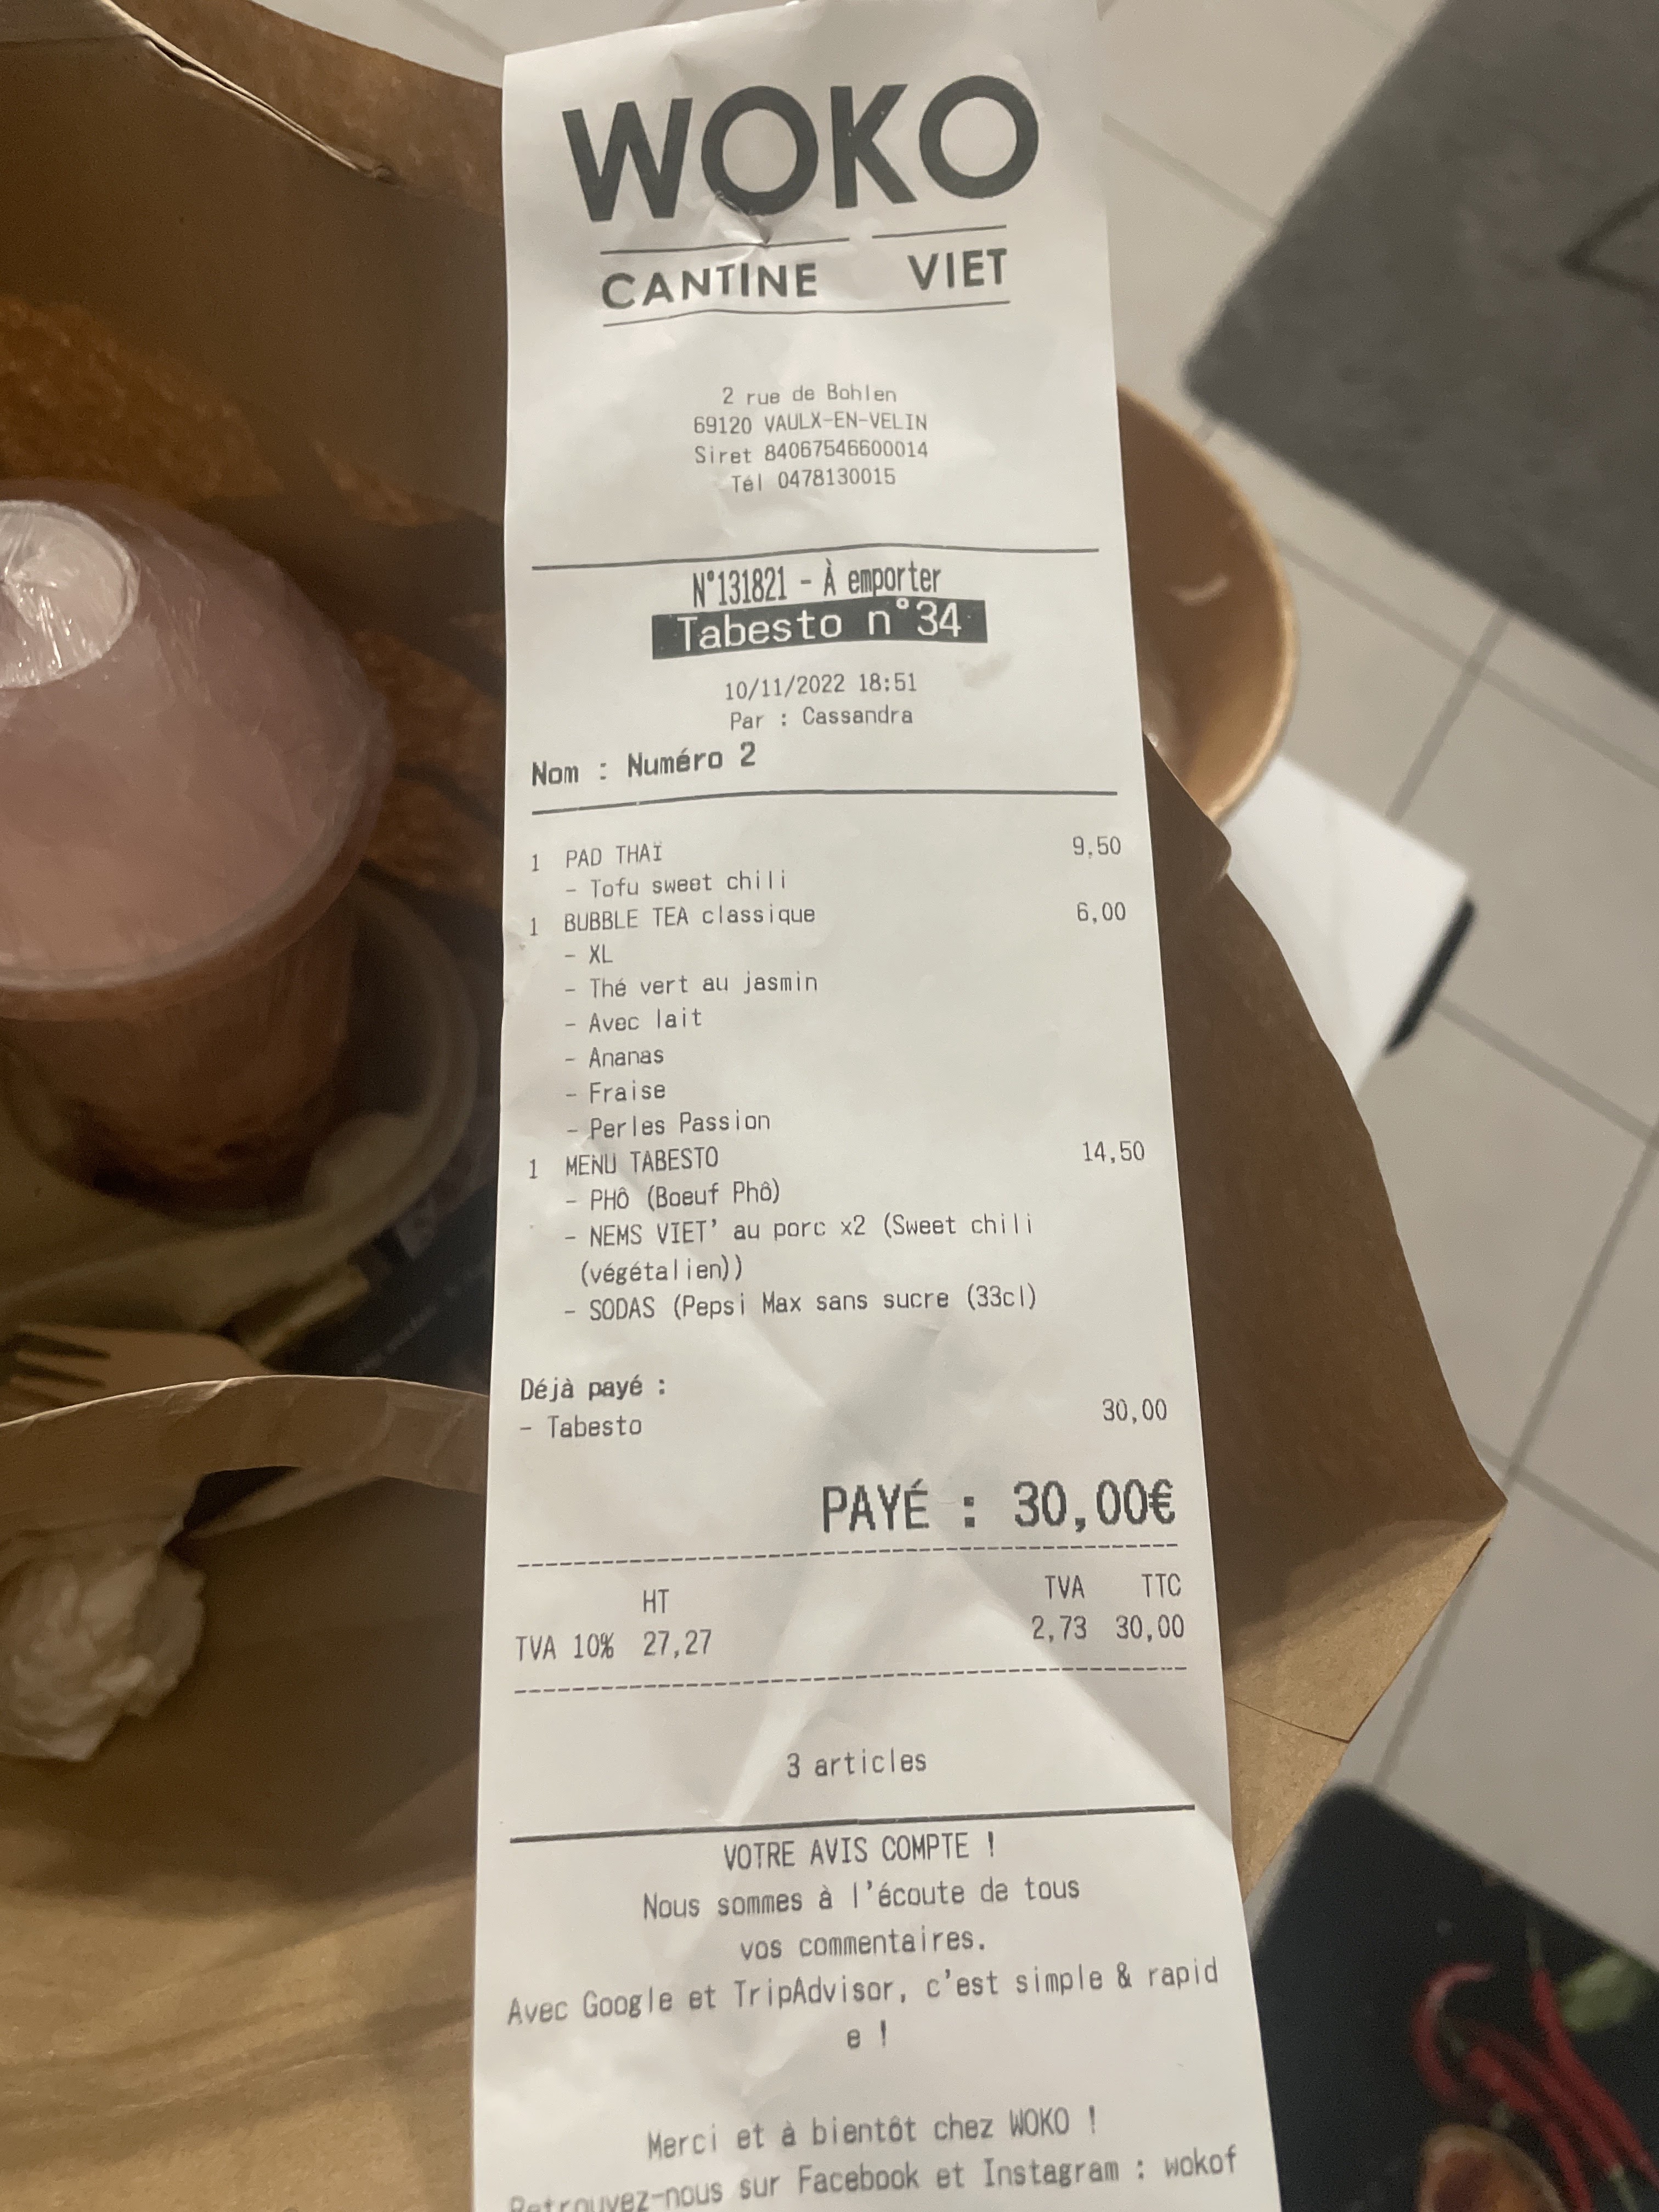 WOKO
CANTINE VIET
2 rue de Bohlen
69120 VAULX-EN-VELIN
Siret 84067546600014
Tél 0478130015
N°131821 - À emporter
Tabesto n°34
10/11/2022 18:51
Par : Cassandra
Nom : Numéro 2
1 PAD THAÏ 9,50
- Tofu sweet chili
1 BUBBLE TEA classique 6,00
- XL
- Thé vert au jasmin
- Avec lait
- Ananas
- Fraise
- Perles Passion
1 MENU TABESTO 14,50
- PHÔ (Boeuf Phô)
- NEMS VIET' au porc x2 (Sweet chili
(végétalien))
- SODAS (Pepsi Max sans sucre (33cl)
Déjà payé :
- Tabesto 30,00
PAYÉ : 30,00€
HT TVA TTC
TVA 10% 27,27 2,73 30,00
3 articles
VOTRE AVIS COMPTE !
Nous sommes à l'écoute de tous
vos commentaires.
Avec Google et TripAdvisor, c'est simple & rapid
e !
Merci et à bientôt chez WOKO !
Retrouvez-nous sur Facebook et Instagram : wokof